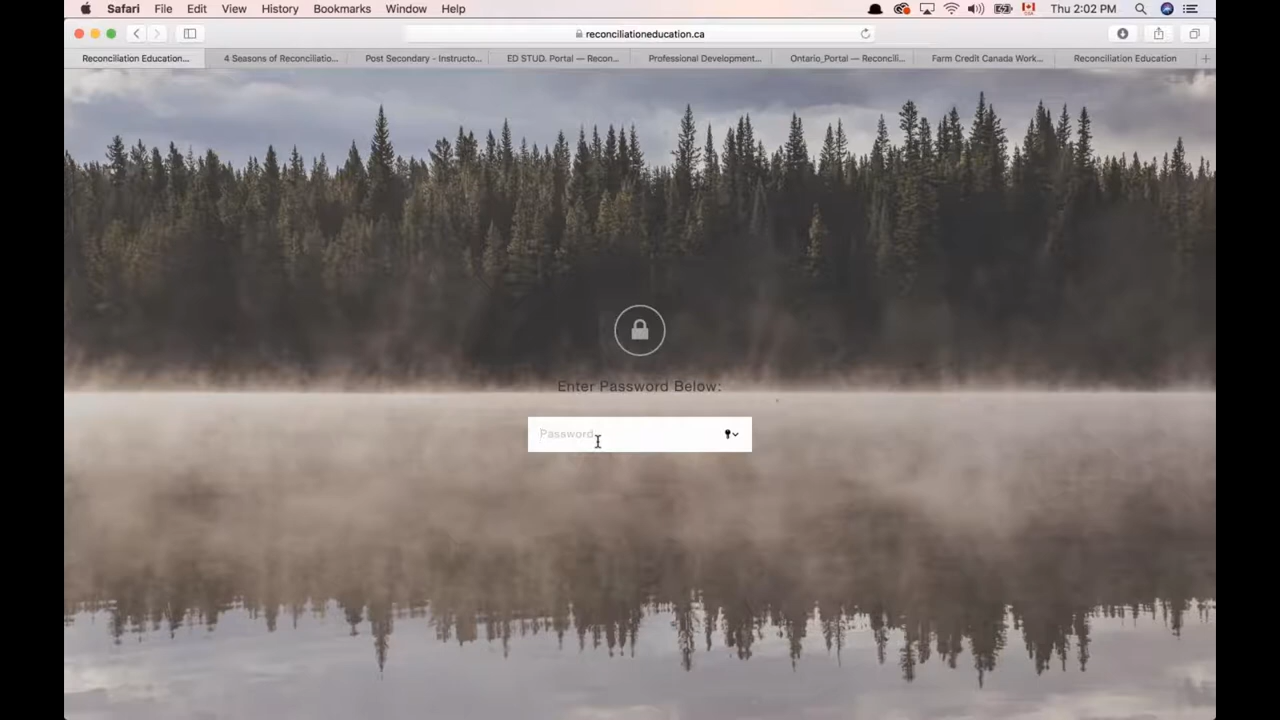 Safari File Edit View History Bookmarks Window Help Thu 2:02 PM
reconciliationeducation.ca
Reconciliation Education... 4 Seasons of Reconciliatio... Post Secondary - Instructo... ED STUD. Portal — Recon... Professional Development... Ontario_Portal — Reconcili... Farm Credit Canada Work... Reconciliation Education
Enter Password Below:
Password